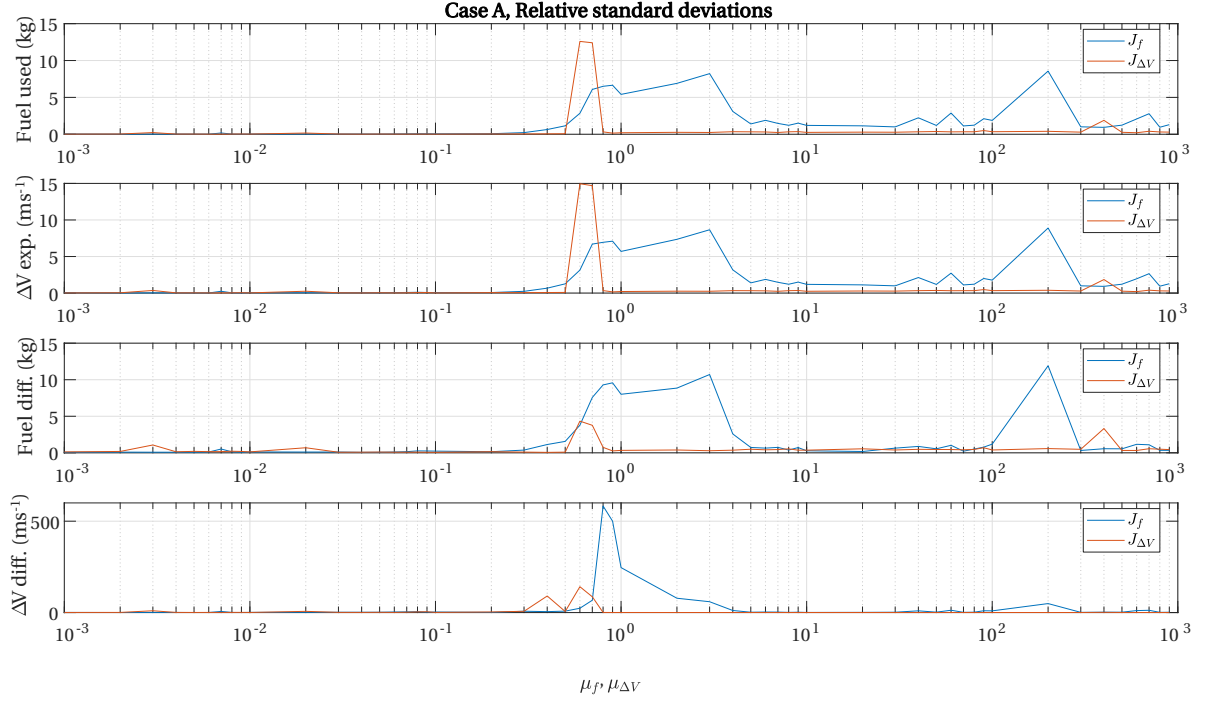 Case A, Relative standard deviations
Fuel used (kg)
15
10
5
0
J_f
J_ΔV
10^-3 10^-2 10^-1 10^0 10^1 10^2 10^3
ΔV exp. (ms^-1)
15
10
5
0
J_f
J_ΔV
10^-3 10^-2 10^-1 10^0 10^1 10^2 10^3
Fuel diff. (kg)
15
10
5
0
J_f
J_ΔV
10^-3 10^-2 10^-1 10^0 10^1 10^2 10^3
ΔV diff. (ms^-1)
500
0
J_f
J_ΔV
10^-3 10^-2 10^-1 10^0 10^1 10^2 10^3
μ_f, μ_ΔV